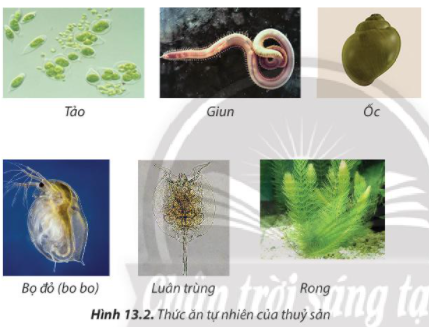 Tảo Giun Ốc
Bọ đỏ (bo bo) Luân trùng Rong
Chân trời sáng tạ
Hình 13.2. Thức ăn tự nhiên của thuỷ sản